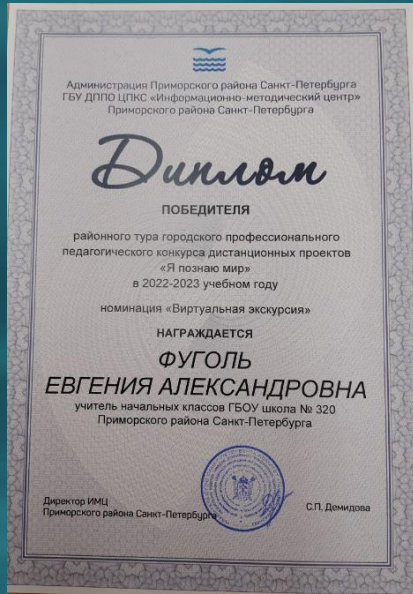 Администрация Приморского района Санкт-Петербурга
ГБУ ДППО ЦПКС «Информационно-методический центр»
Приморского района Санкт-Петербурга
Диплом
ПОБЕДИТЕЛЯ
районного тура городского профессионального
педагогического конкурса дистанционных проектов
«Я познаю мир»
в 2022-2023 учебном году
номинация «Виртуальная экскурсия»
НАГРАЖДАЕТСЯ
ФУГОЛЬ
ЕВГЕНИЯ АЛЕКСАНДРОВНА
учитель начальных классов ГБОУ школа № 320
Приморского района Санкт-Петербурга
Директор ИМЦ
Приморского района Санкт-Петербурга
С.П. Демидова